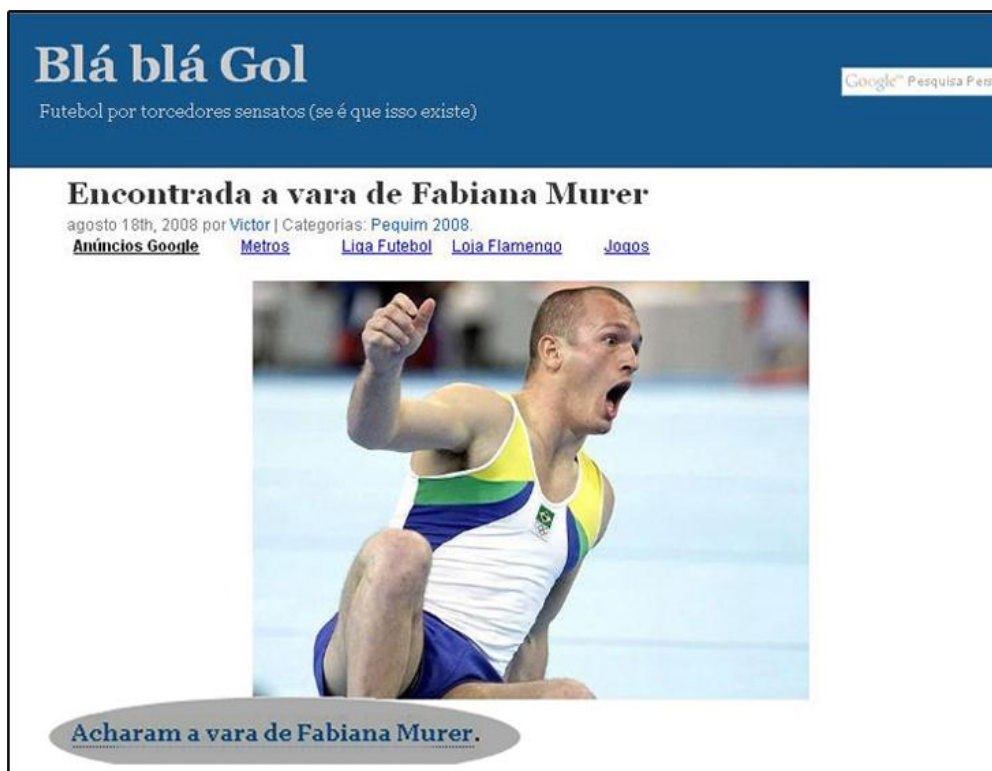 Blá blá Gol
Google™ Pesquisa Pers
Futebol por torcedores sensatos (se é que isso existe)
Encontrada a vara de Fabiana Murer
agosto 18th, 2008 por Victor | Categorias: Pequim 2008.
Anúncios Google Metros Liga Futebol Loja Flamengo Jogos
Acharam a vara de Fabiana Murer.